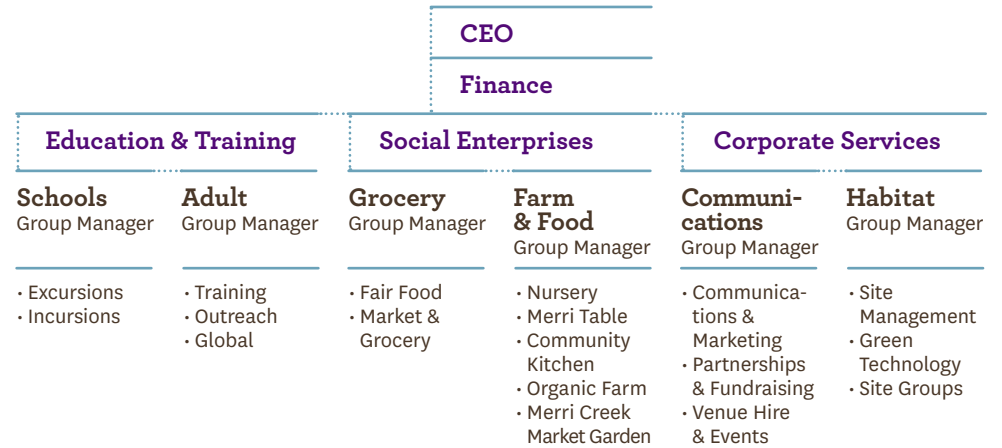 CEO
Finance
Education & Training
Social Enterprises
Corporate Services
Schools
Group Manager
· Excursions
· Incursions
Adult
Group Manager
· Training
· Outreach
· Global
Grocery
Group Manager
· Fair Food
· Market &
Grocery
Farm
& Food
Group Manager
· Nursery
· Merri Table
· Community
Kitchen
· Organic Farm
· Merri Creek
Market Garden
Communi-
cations
Group Manager
· Communica-
tions &
Marketing
· Partnerships
& Fundraising
· Venue Hire
& Events
Habitat
Group Manager
· Site
Management
· Green
Technology
· Site Groups